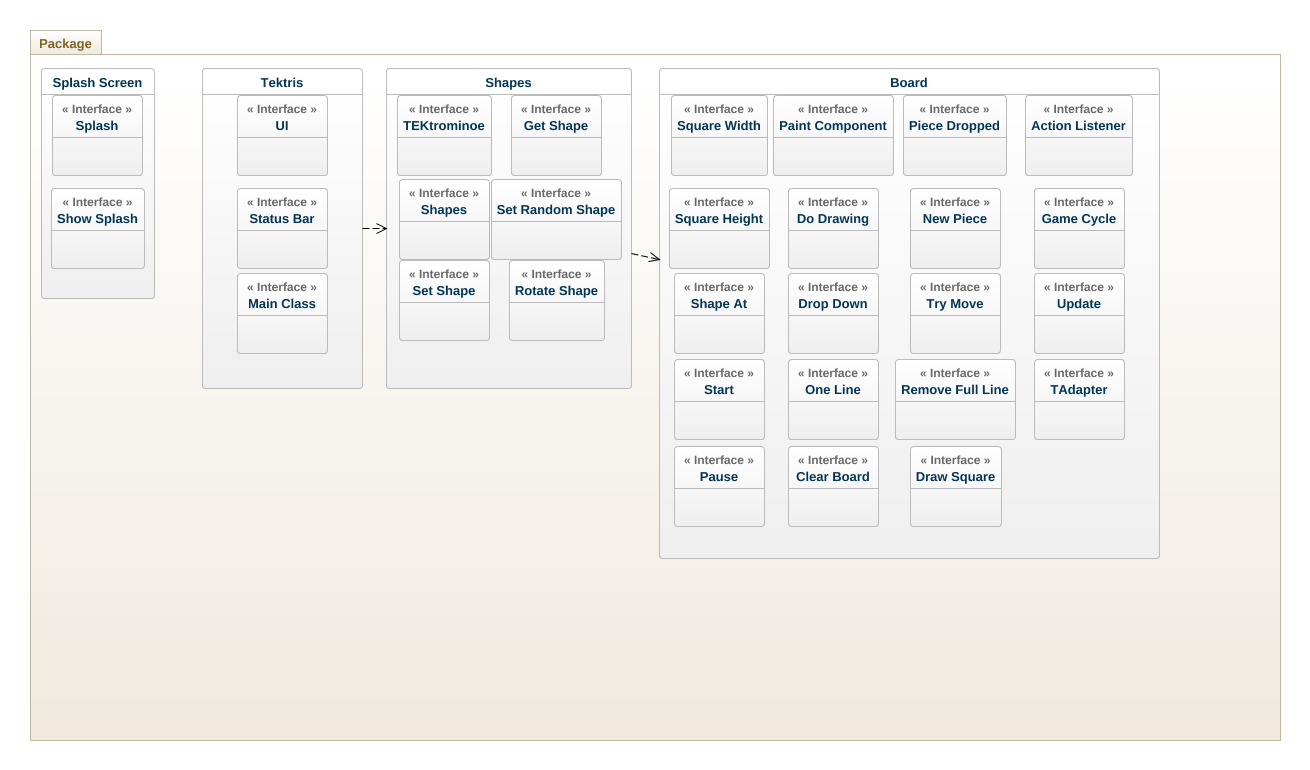 Package
Splash Screen
« Interface »
Splash
« Interface »
Show Splash
Tektris
« Interface »
UI
« Interface »
Status Bar
« Interface »
Main Class
Shapes
« Interface »
TEKtrominoe
« Interface »
Get Shape
« Interface »
Shapes
« Interface »
Set Random Shape
« Interface »
Set Shape
« Interface »
Rotate Shape
Board
« Interface »
Square Width
« Interface »
Paint Component
« Interface »
Piece Dropped
« Interface »
Action Listener
« Interface »
Square Height
« Interface »
Do Drawing
« Interface »
New Piece
« Interface »
Game Cycle
« Interface »
Shape At
« Interface »
Drop Down
« Interface »
Try Move
« Interface »
Update
« Interface »
Start
« Interface »
One Line
« Interface »
Remove Full Line
« Interface »
TAdapter
« Interface »
Pause
« Interface »
Clear Board
« Interface »
Draw Square